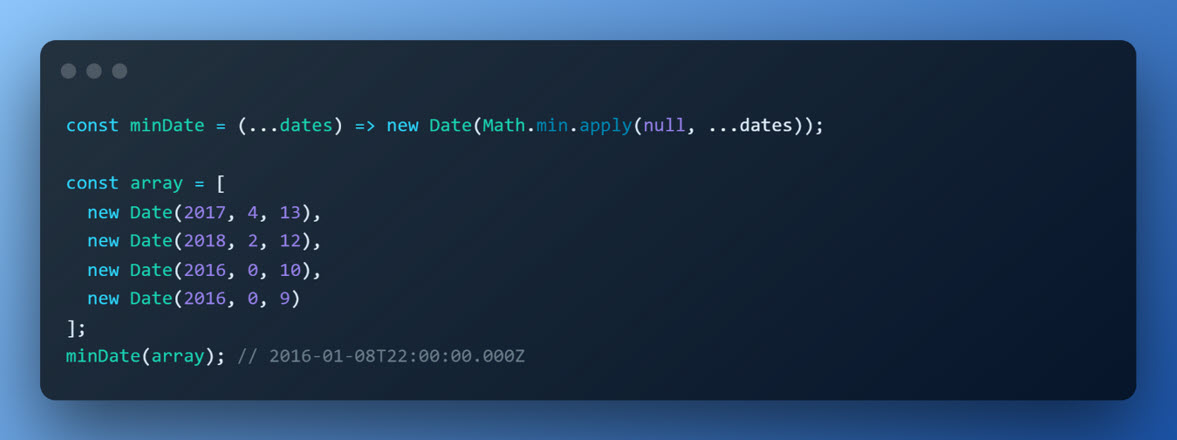 const minDate = (...dates) => new Date(Math.min.apply(null, ...dates));
const array = [
  new Date(2017, 4, 13),
  new Date(2018, 2, 12),
  new Date(2016, 0, 10),
  new Date(2016, 0, 9)
];
minDate(array); // 2016-01-08T22:00:00.000Z